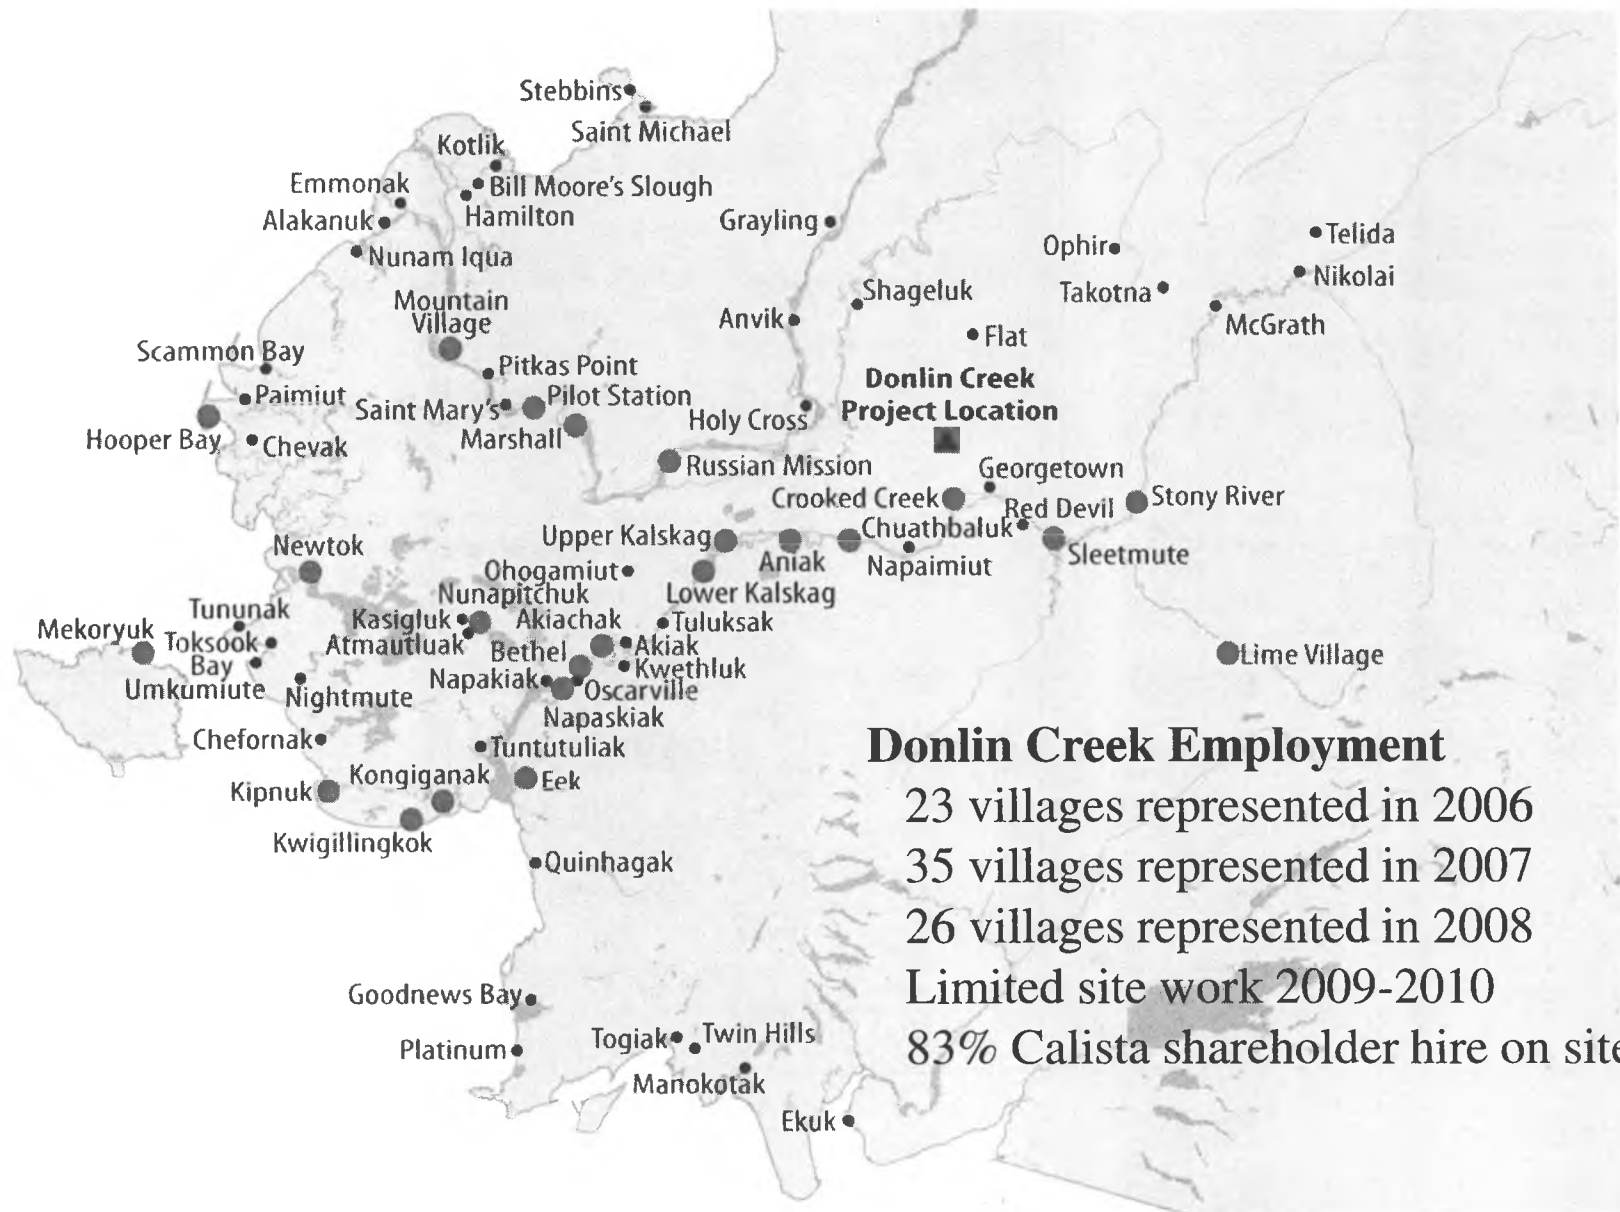 Stebbins
Saint Michael
Kotlik
Emmonak
Bill Moore's Slough
Hamilton
Alakanuk
Grayling
Nunam Iqua
Ophir
Telida
Nikolai
Mountain
Village
Anvik
Shageluk
Takotna
McGrath
Flat
Scammon Bay
Pitkas Point
Donlin Creek
Project Location
Paimiut
Saint Mary's
Pilot Station
Holy Cross
Hooper Bay
Chevak
Marshall
Russian Mission
Georgetown
Crooked Creek
Red Devil
Stony River
Newtok
Upper Kalskag
Chuathbaluk
Sleetmute
Aniak
Napaimiut
Ohogamiut
Lower Kalskag
Nunapitchuk
Tununak
Kasigluk
Akiachak
Tuluksak
Mekoryuk
Toksook
Bay
Atmautluak
Bethel
Akiak
Kwethluk
Lime Village
Umkumiute
Nightmute
Napakiak
Oscarville
Napaskiak
Chefornak
Tuntutuliak
Kipnuk
Kongiganak
Eek
Kwigillingkok
Quinhagak
Donlin Creek Employment
23 villages represented in 2006
35 villages represented in 2007
26 villages represented in 2008
Limited site work 2009-2010
83% Calista shareholder hire on site
Goodnews Bay
Platinum
Togiak
Twin Hills
Manokotak
Ekuk